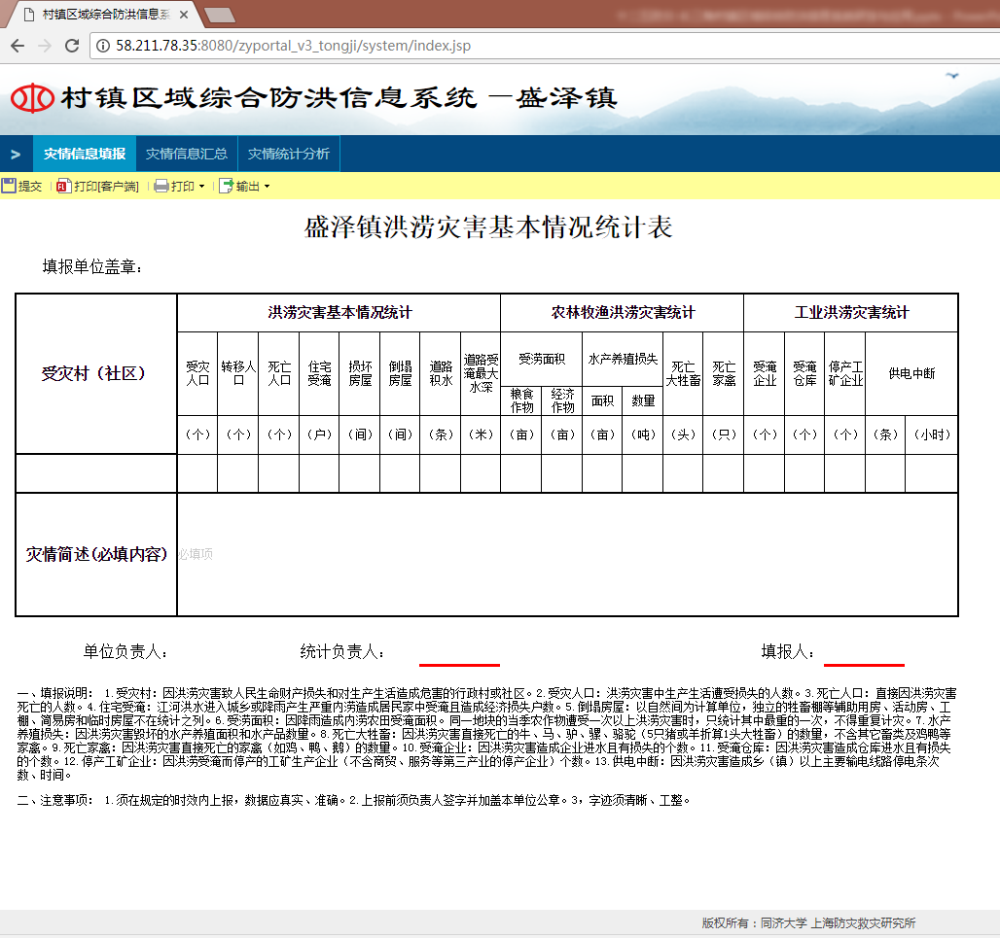 村镇区域综合防洪信息系
58.211.78.35:8080/zyportal_v3_tongji/system/index.jsp
村镇区域综合防洪信息系统 一盛泽镇
> 灾情信息填报 灾情信息汇总 灾情统计分析
提交 打印[客户端] 打印 输出
盛泽镇洪涝灾害基本情况统计表
填报单位盖章:
受灾村（社区） 洪涝灾害基本情况统计 农林牧渔洪涝灾害统计 工业洪涝灾害统计
受灾人口 转移人口 死亡人口 住宅受淹 损坏房屋 倒塌房屋 道路积水 道路受淹最大水深 受涝面积 水产养殖损失 死亡大牲畜 死亡家禽 受淹企业 受淹仓库 停产工矿企业 供电中断
粮食作物 经济作物 面积 数量
（个） （个） （个） （户） （间） （间） （条） （米） （亩） （亩） （亩） （吨） （头） （只） （个） （个） （个） （条） （小时）
灾情简述(必填内容) 必填项
单位负责人: 统计负责人: 填报人:
一、填报说明： 1.受灾村：因洪涝灾害致人民生命财产损失和对生产生活造成危害的行政村或社区。2.受灾人口：洪涝灾害中生产生活遭受损失的人数。3.死亡人口：直接因洪涝灾害
死亡的人数。4.住宅受淹：江河洪水进入城乡或降雨产生严重内涝造成居民家中受淹且造成经济损失户数。5.倒塌房屋：以自然间为计算单位，独立的牲畜棚等辅助用房、活动房、工
棚、简易房和临时房屋不在统计之列。6.受涝面积：因降雨造成内涝农田受淹面积。同一地块的当季农作物遭受一次以上洪涝灾害时，只统计其中最重的一次，不得重复计灾。7.水产
养殖损失：因洪涝灾害毁坏的水产养殖面积和水产品数量。8.死亡大牲畜：因洪涝灾害直接死亡的牛、马、驴、骡、骆驼（5只猪或羊折算1头大牲畜）的数量，不含其它畜类及鸡鸭等
家禽。9.死亡家禽：因洪涝灾害直接死亡的家禽（如鸡、鸭、鹅）的数量。10.受淹企业：因洪涝灾害造成企业进水且有损失的个数。11.受淹仓库：因洪涝灾害造成仓库进水且有损失
的个数。12.停产工矿企业：因洪涝受淹而停产的工矿生产企业（不含商贸、服务等第三产业的停产企业）个数。13.供电中断：因洪涝灾害造成乡（镇）以上主要输电线路停电条次
数、时间。
二、注意事项： 1.须在规定的时效内上报，数据应真实、准确。2.上报前须负责人签字并加盖本单位公章。3，字迹须清晰、工整。
版权所有：同济大学 上海防灾救灾研究所